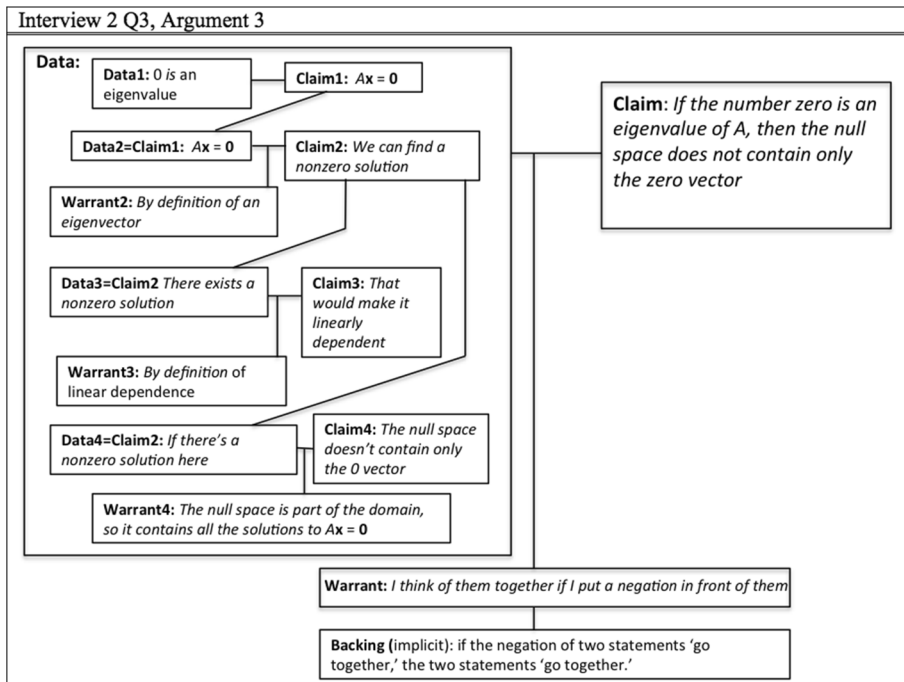 Interview 2 Q3, Argument 3
Data:
Data1: 0 is an
eigenvalue
Claim1: Ax = 0
Data2=Claim1: Ax = 0
Claim2: We can find a
nonzero solution
Warrant2: By definition of an
eigenvector
Data3=Claim2 There exists a
nonzero solution
Claim3: That
would make it
linearly
dependent
Warrant3: By definition of
linear dependence
Data4=Claim2: If there's a
nonzero solution here
Claim4: The null space
doesn't contain only
the 0 vector
Warrant4: The null space is part of the domain,
so it contains all the solutions to Ax = 0
Claim: If the number zero is an
eigenvalue of A, then the null
space does not contain only
the zero vector
Warrant: I think of them together if I put a negation in front of them
Backing (implicit): if the negation of two statements 'go
together,' the two statements 'go together.'